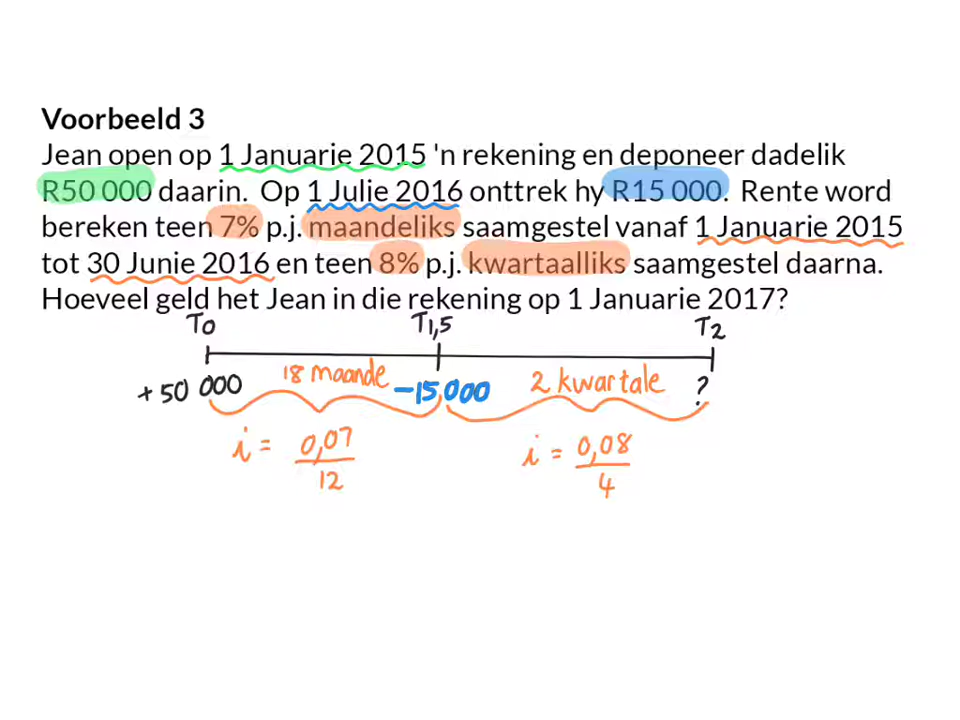 Voorbeeld 3
Jean open op 1 Januarie 2015 'n rekening en deponeer dadelik
R50 000 daarin. Op 1 Julie 2016 onttrek hy R15 000. Rente word
bereken teen 7% p.j. maandeliks saamgestel vanaf 1 Januarie 2015
tot 30 Junie 2016 en teen 8% p.j. kwartaalliks saamgestel daarna.
Hoeveel geld het Jean in die rekening op 1 Januarie 2017?
T0 T1,5 T2
+50 000 18 maande -15 000 2 kwartale ?
i = 0,07/12 i = 0,08/4